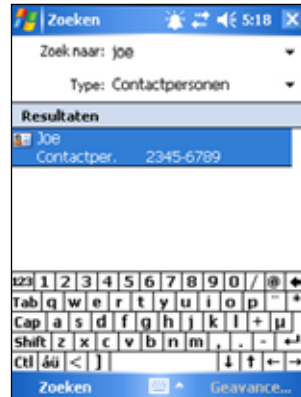 Zoeken 5:18
Zoek naar: joe
Type: Contactpersonen
Resultaten
Joe
Contactper. 2345-6789
123 1 2 3 4 5 6 7 8 9 0 / @
Tab q w e r t y u i o p ¨ *
Cap a s d f g h j k l + µ
Shift z x c v b n m , . -
Ctl áü < ]
Zoeken Geavance...